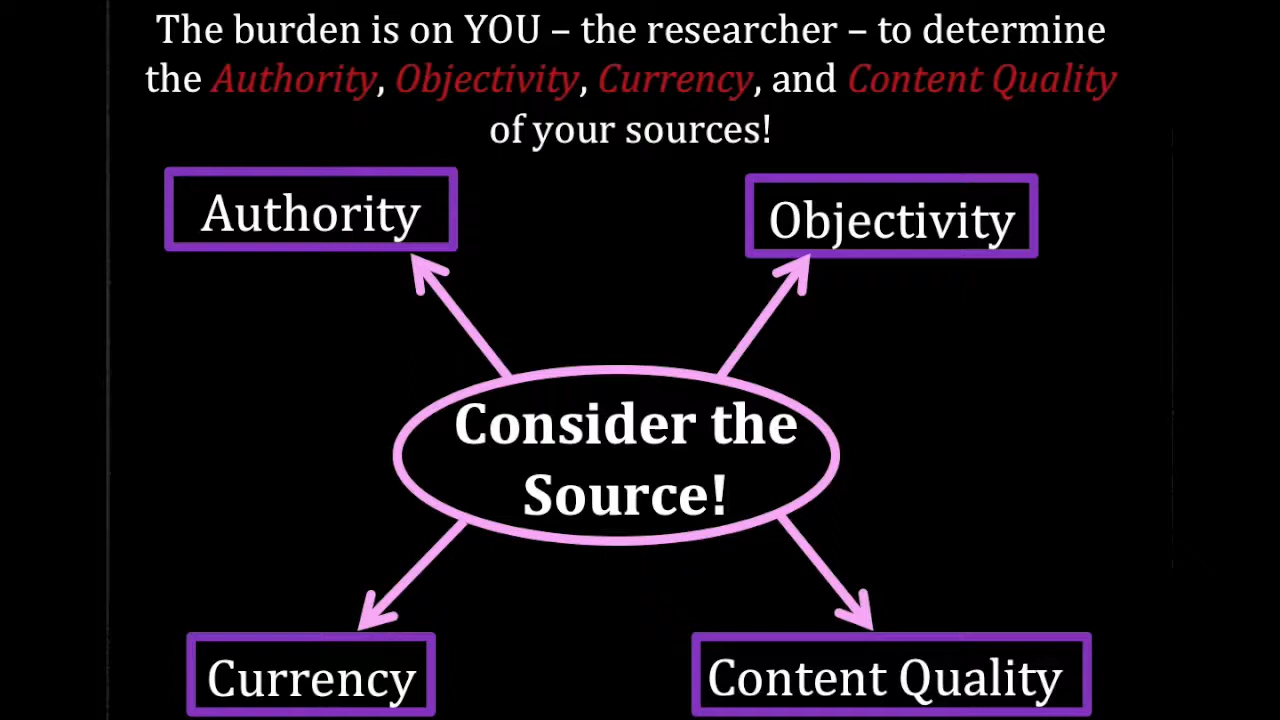 The burden is on YOU – the researcher – to determine
the Authority, Objectivity, Currency, and Content Quality
of your sources!
Authority
Objectivity
Consider the
Source!
Currency
Content Quality